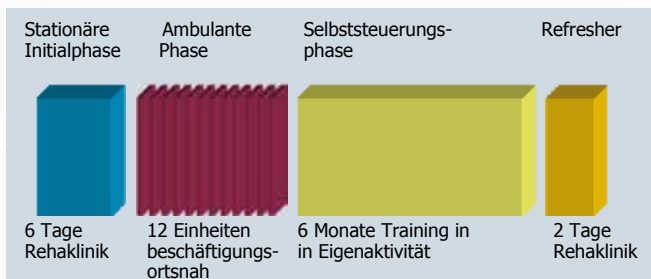 Stationäre
Initialphase
Ambulante
Phase
Selbststeuerungs-
phase
Refresher
6 Tage
Rehaklinik
12 Einheiten
beschäftigungs-
ortsnah
6 Monate Training in
in Eigenaktivität
2 Tage
Rehaklinik